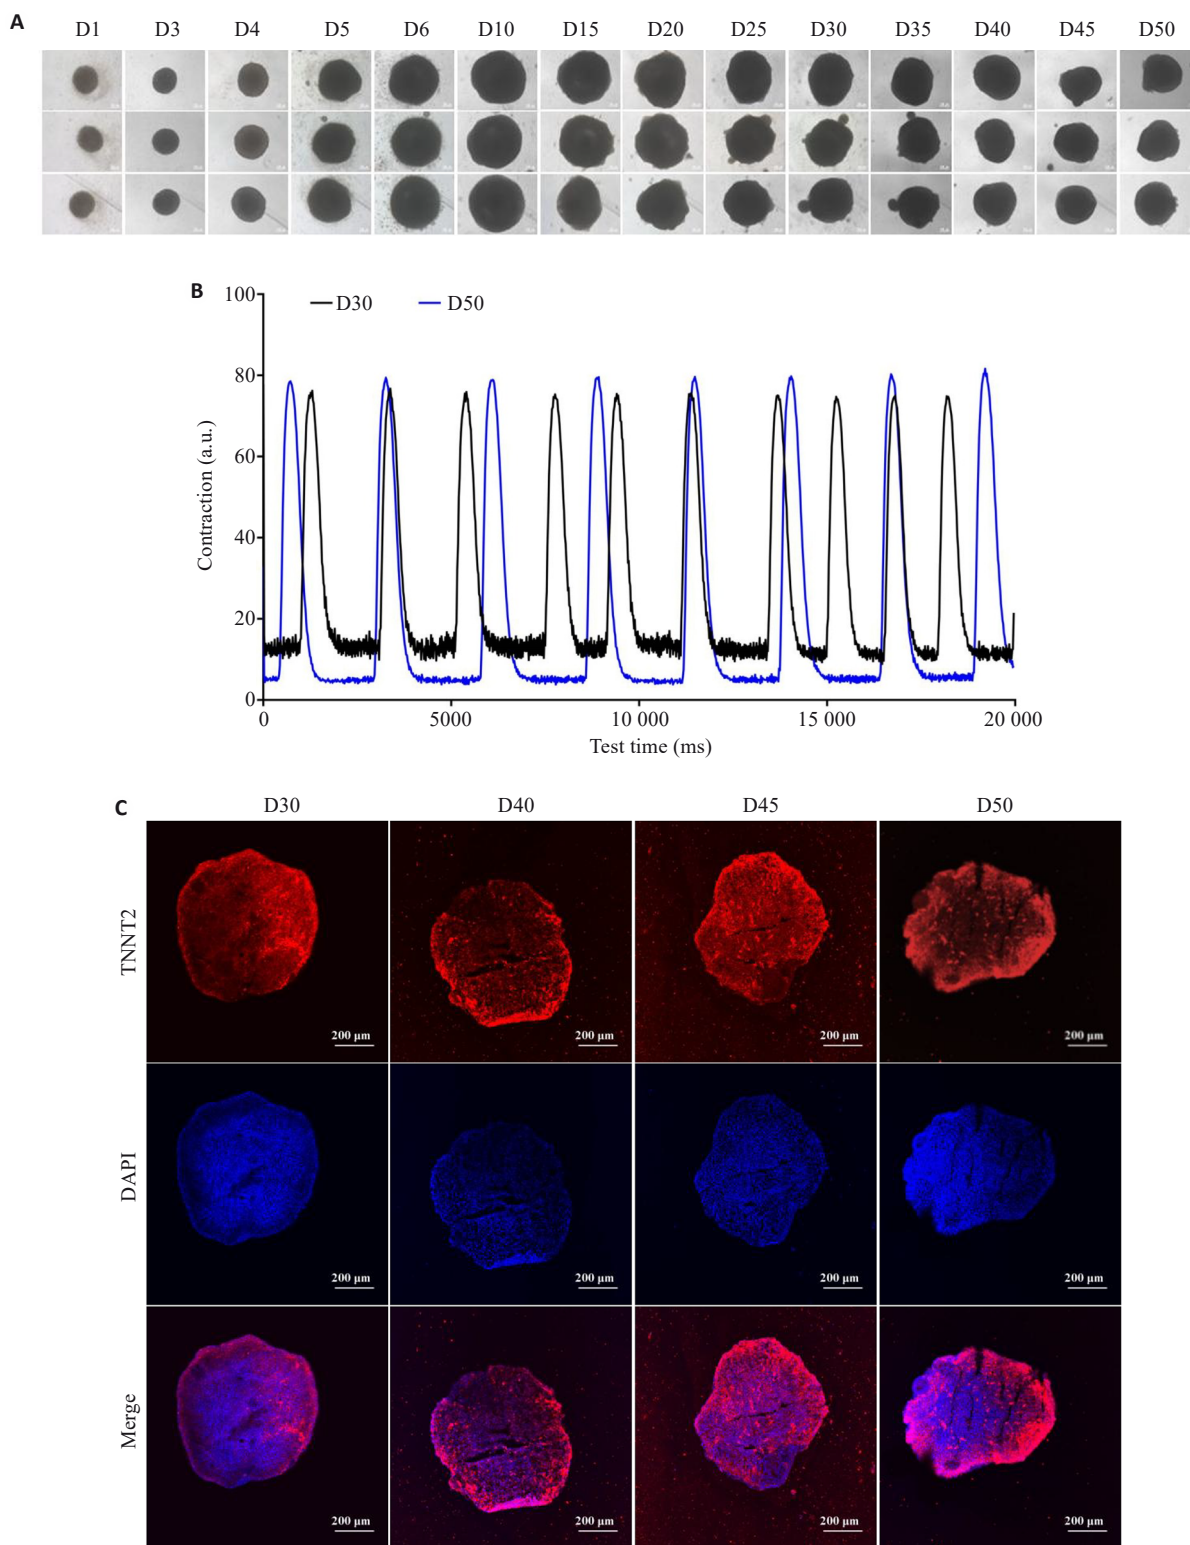 A
D1 D3 D4 D5 D6 D10 D15 D20 D25 D30 D35 D40 D45 D50
B
D30 D50
Contraction (a.u.)
100
80
60
40
20
0
0 5000 10 000 15 000 20 000
Test time (ms)
C
D30 D40 D45 D50
TNNT2
200 μm 200 μm 200 μm 200 μm
DAPI
200 μm 200 μm 200 μm 200 μm
Merge
200 μm 200 μm 200 μm 200 μm